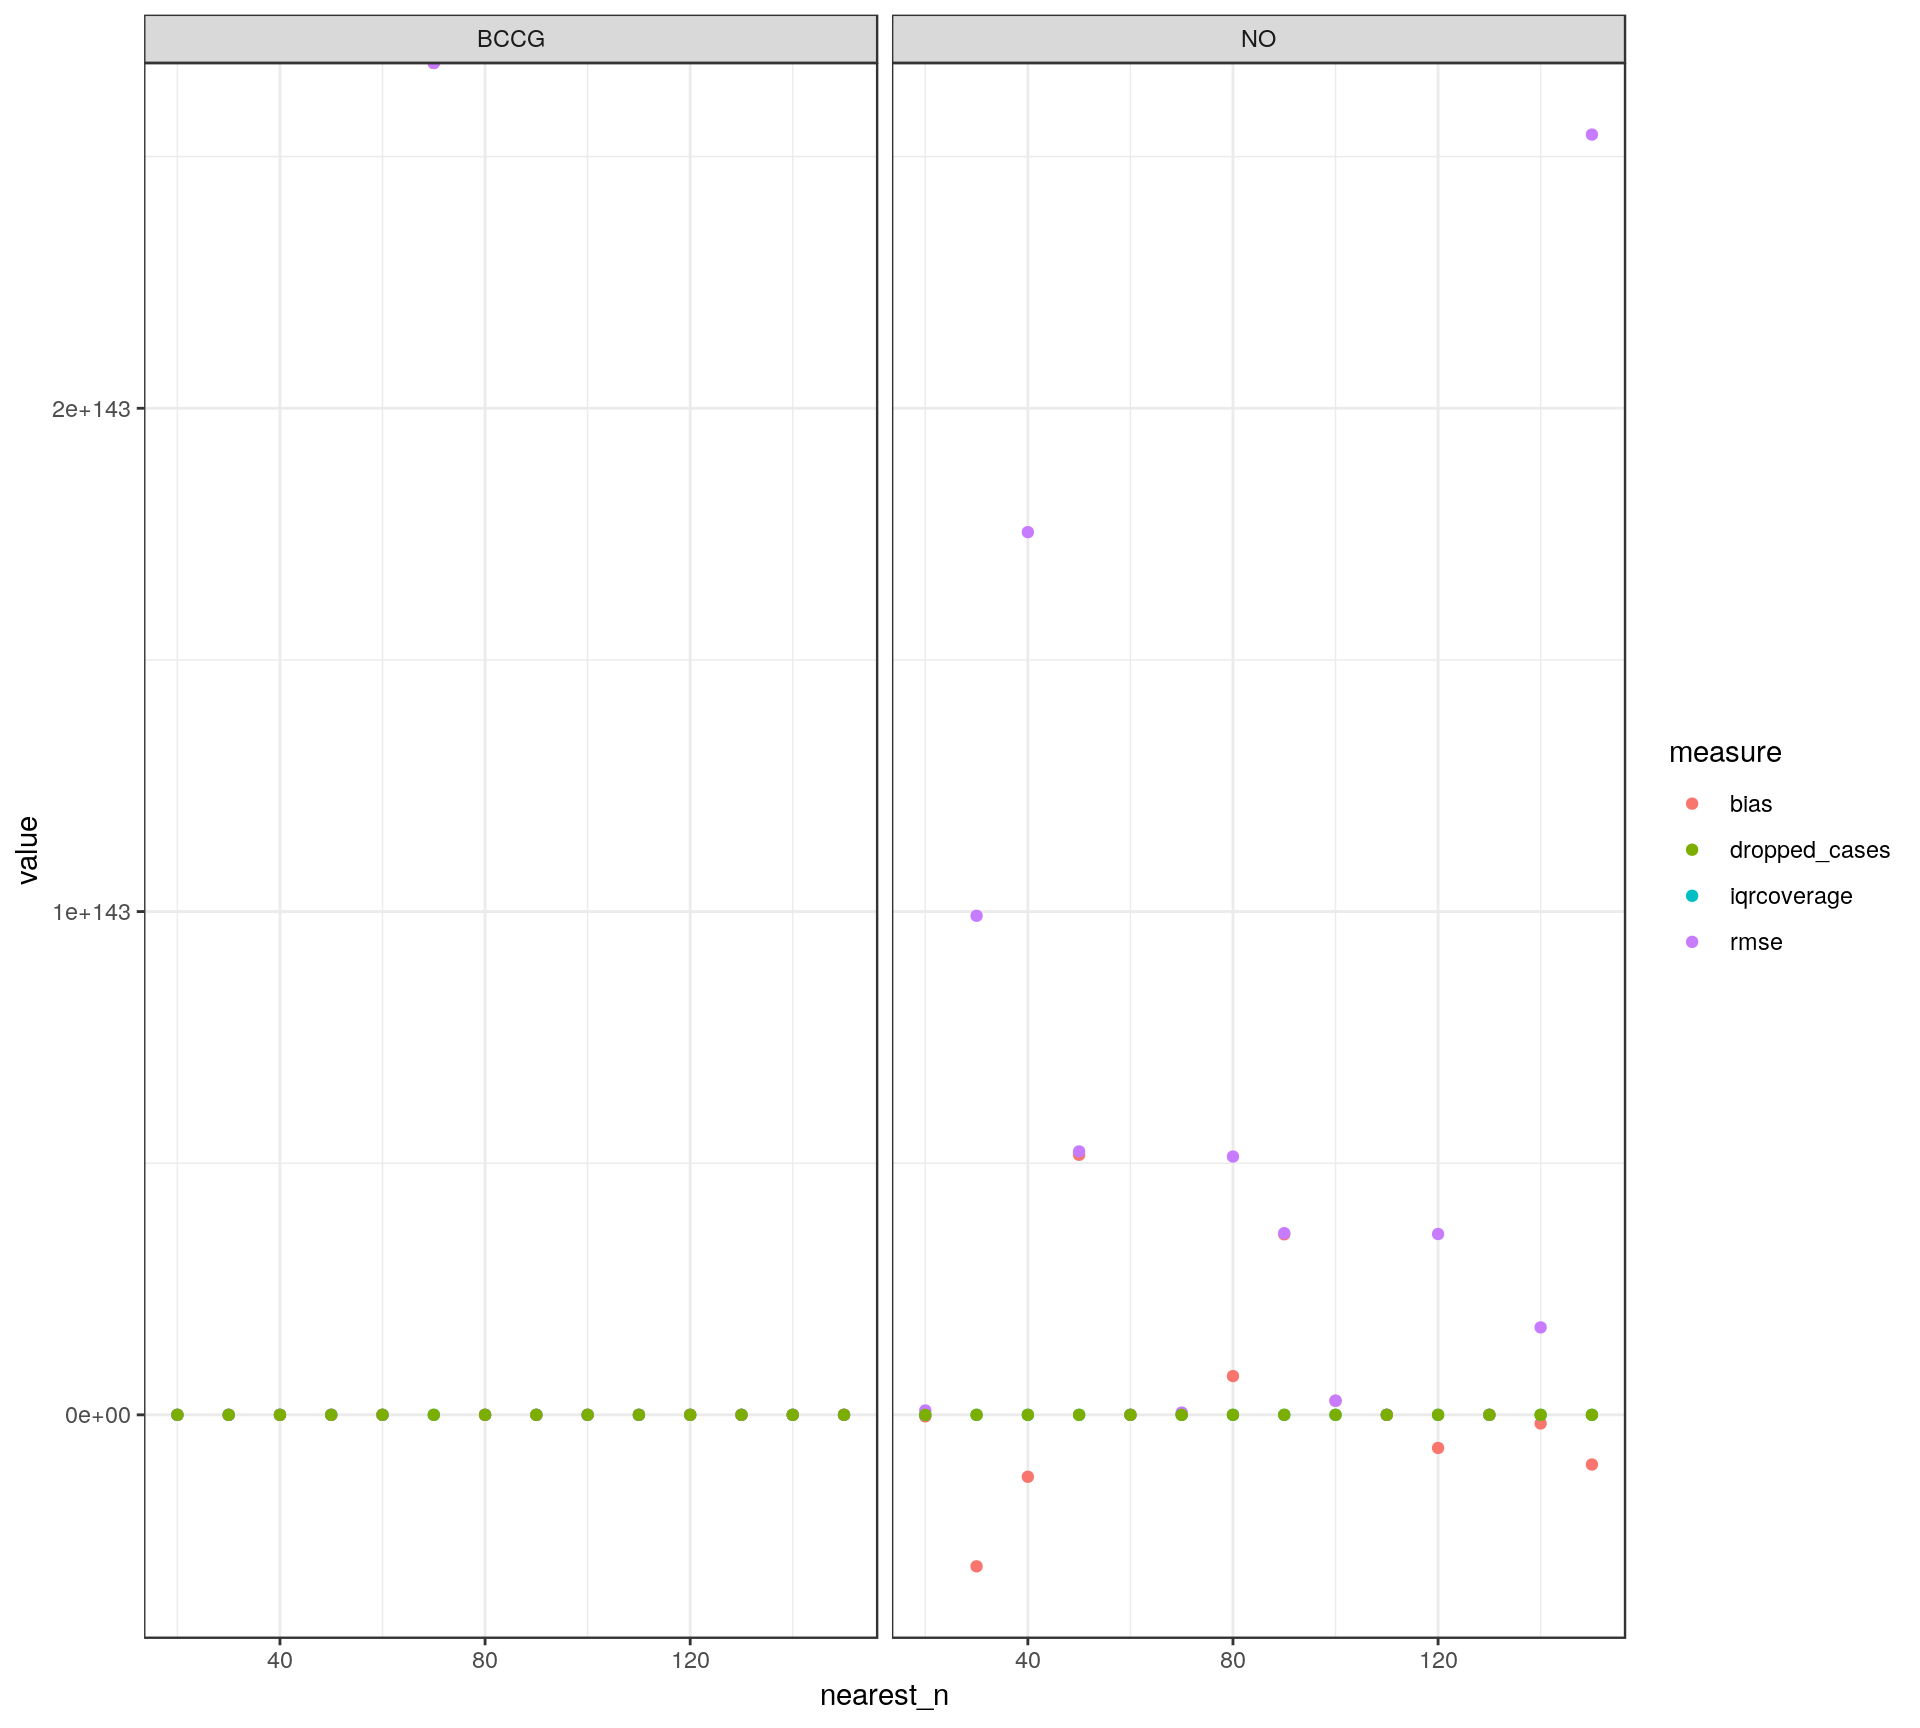 BCCG
NO
2e+143
1e+143
0e+00
value
40
80
120
40
80
120
nearest_n
measure
bias
dropped_cases
iqrcoverage
rmse